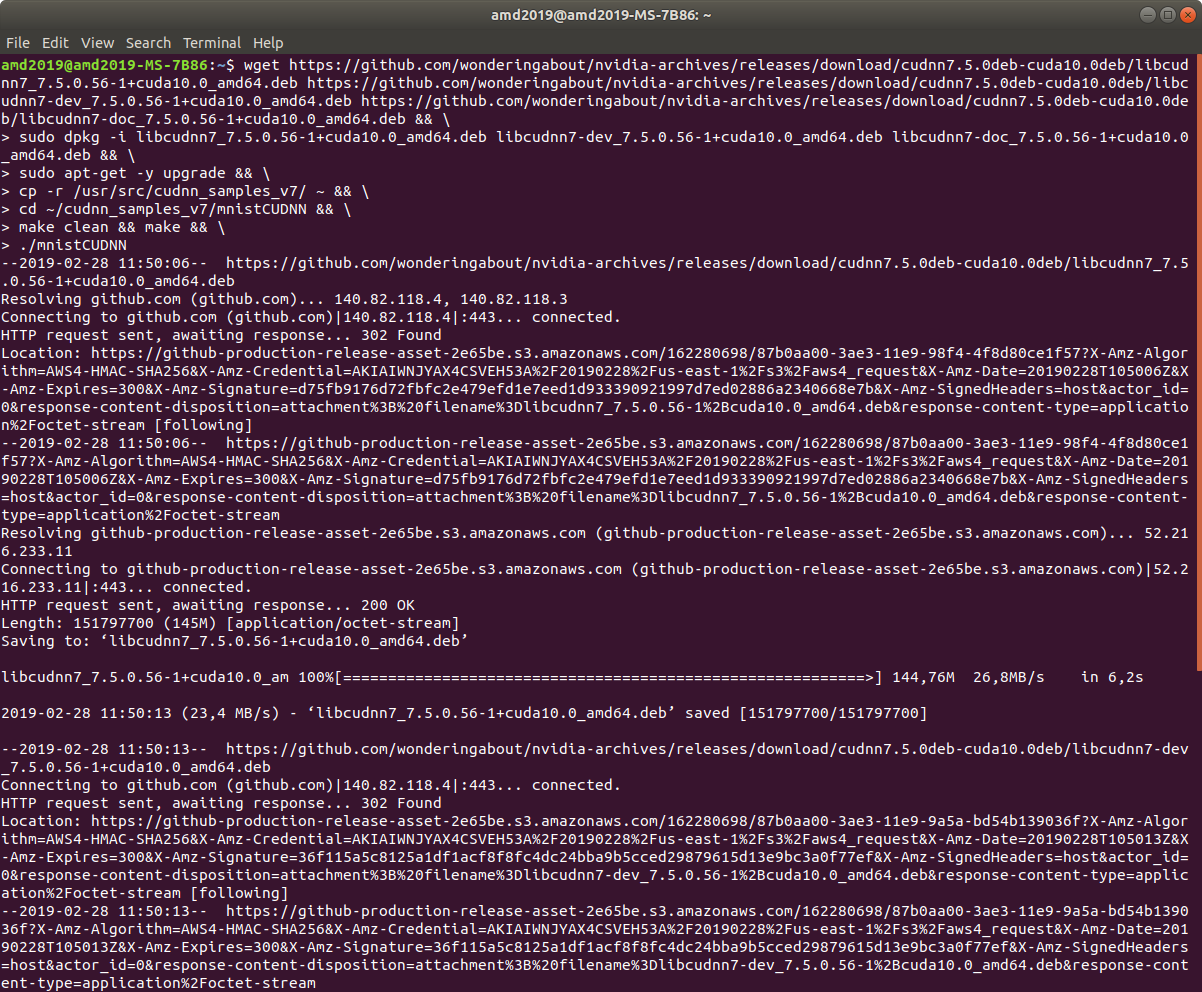 amd2019@amd2019-MS-7B86: ~
File Edit View Search Terminal Help
amd2019@amd2019-MS-7B86:~$ wget https://github.com/wonderingabout/nvidia-archives/releases/download/cudnn7.5.0deb-cuda10.0deb/libcud
nn7_7.5.0.56-1+cuda10.0_amd64.deb https://github.com/wonderingabout/nvidia-archives/releases/download/cudnn7.5.0deb-cuda10.0deb/libc
udnn7-dev_7.5.0.56-1+cuda10.0_amd64.deb https://github.com/wonderingabout/nvidia-archives/releases/download/cudnn7.5.0deb-cuda10.0de
b/libcudnn7-doc_7.5.0.56-1+cuda10.0_amd64.deb && \
> sudo dpkg -i libcudnn7_7.5.0.56-1+cuda10.0_amd64.deb libcudnn7-dev_7.5.0.56-1+cuda10.0_amd64.deb libcudnn7-doc_7.5.0.56-1+cuda10.0
_amd64.deb && \
> sudo apt-get -y upgrade && \
> cp -r /usr/src/cudnn_samples_v7/ ~ && \
> cd ~/cudnn_samples_v7/mnistCUDNN && \
> make clean && make && \
> ./mnistCUDNN
--2019-02-28 11:50:06--  https://github.com/wonderingabout/nvidia-archives/releases/download/cudnn7.5.0deb-cuda10.0deb/libcudnn7_7.5
.0.56-1+cuda10.0_amd64.deb
Resolving github.com (github.com)... 140.82.118.4, 140.82.118.3
Connecting to github.com (github.com)|140.82.118.4|:443... connected.
HTTP request sent, awaiting response... 302 Found
Location: https://github-production-release-asset-2e65be.s3.amazonaws.com/162280698/87b0aa00-3ae3-11e9-98f4-4f8d80ce1f57?X-Amz-Algor
ithm=AWS4-HMAC-SHA256&X-Amz-Credential=AKIAIWNJYAX4CSVEH53A%2F20190228%2Fus-east-1%2Fs3%2Faws4_request&X-Amz-Date=20190228T105006Z&X
-Amz-Expires=300&X-Amz-Signature=d75fb9176d72fbfc2e479efd1e7eed1d933390921997d7ed02886a2340668e7b&X-Amz-SignedHeaders=host&actor_id=
0&response-content-disposition=attachment%3B%20filename%3Dlibcudnn7_7.5.0.56-1%2Bcuda10.0_amd64.deb&response-content-type=applicatio
n%2Foctet-stream [following]
--2019-02-28 11:50:06--  https://github-production-release-asset-2e65be.s3.amazonaws.com/162280698/87b0aa00-3ae3-11e9-98f4-4f8d80ce1
f57?X-Amz-Algorithm=AWS4-HMAC-SHA256&X-Amz-Credential=AKIAIWNJYAX4CSVEH53A%2F20190228%2Fus-east-1%2Fs3%2Faws4_request&X-Amz-Date=201
90228T105006Z&X-Amz-Expires=300&X-Amz-Signature=d75fb9176d72fbfc2e479efd1e7eed1d933390921997d7ed02886a2340668e7b&X-Amz-SignedHeaders
=host&actor_id=0&response-content-disposition=attachment%3B%20filename%3Dlibcudnn7_7.5.0.56-1%2Bcuda10.0_amd64.deb&response-content-
type=application%2Foctet-stream
Resolving github-production-release-asset-2e65be.s3.amazonaws.com (github-production-release-asset-2e65be.s3.amazonaws.com)... 52.21
6.233.11
Connecting to github-production-release-asset-2e65be.s3.amazonaws.com (github-production-release-asset-2e65be.s3.amazonaws.com)|52.2
16.233.11|:443... connected.
HTTP request sent, awaiting response... 200 OK
Length: 151797700 (145M) [application/octet-stream]
Saving to: ‘libcudnn7_7.5.0.56-1+cuda10.0_amd64.deb’
libcudnn7_7.5.0.56-1+cuda10.0_am 100%[==========================================================>] 144,76M  26,8MB/s    in 6,2s
2019-02-28 11:50:13 (23,4 MB/s) - ‘libcudnn7_7.5.0.56-1+cuda10.0_amd64.deb’ saved [151797700/151797700]
--2019-02-28 11:50:13--  https://github.com/wonderingabout/nvidia-archives/releases/download/cudnn7.5.0deb-cuda10.0deb/libcudnn7-dev
_7.5.0.56-1+cuda10.0_amd64.deb
Connecting to github.com (github.com)|140.82.118.4|:443... connected.
HTTP request sent, awaiting response... 302 Found
Location: https://github-production-release-asset-2e65be.s3.amazonaws.com/162280698/87b0aa00-3ae3-11e9-9a5a-bd54b139036f?X-Amz-Algor
ithm=AWS4-HMAC-SHA256&X-Amz-Credential=AKIAIWNJYAX4CSVEH53A%2F20190228%2Fus-east-1%2Fs3%2Faws4_request&X-Amz-Date=20190228T105013Z&X
-Amz-Expires=300&X-Amz-Signature=36f115a5c8125a1df1acf8f8fc4dc24bba9b5cced29879615d13e9bc3a0f77ef&X-Amz-SignedHeaders=host&actor_id=
0&response-content-disposition=attachment%3B%20filename%3Dlibcudnn7-dev_7.5.0.56-1%2Bcuda10.0_amd64.deb&response-content-type=applic
ation%2Foctet-stream [following]
--2019-02-28 11:50:13--  https://github-production-release-asset-2e65be.s3.amazonaws.com/162280698/87b0aa00-3ae3-11e9-9a5a-bd54b1390
36f?X-Amz-Algorithm=AWS4-HMAC-SHA256&X-Amz-Credential=AKIAIWNJYAX4CSVEH53A%2F20190228%2Fus-east-1%2Fs3%2Faws4_request&X-Amz-Date=201
90228T105013Z&X-Amz-Expires=300&X-Amz-Signature=36f115a5c8125a1df1acf8f8fc4dc24bba9b5cced29879615d13e9bc3a0f77ef&X-Amz-SignedHeaders
=host&actor_id=0&response-content-disposition=attachment%3B%20filename%3Dlibcudnn7-dev_7.5.0.56-1%2Bcuda10.0_amd64.deb&response-cont
ent-type=application%2Foctet-stream